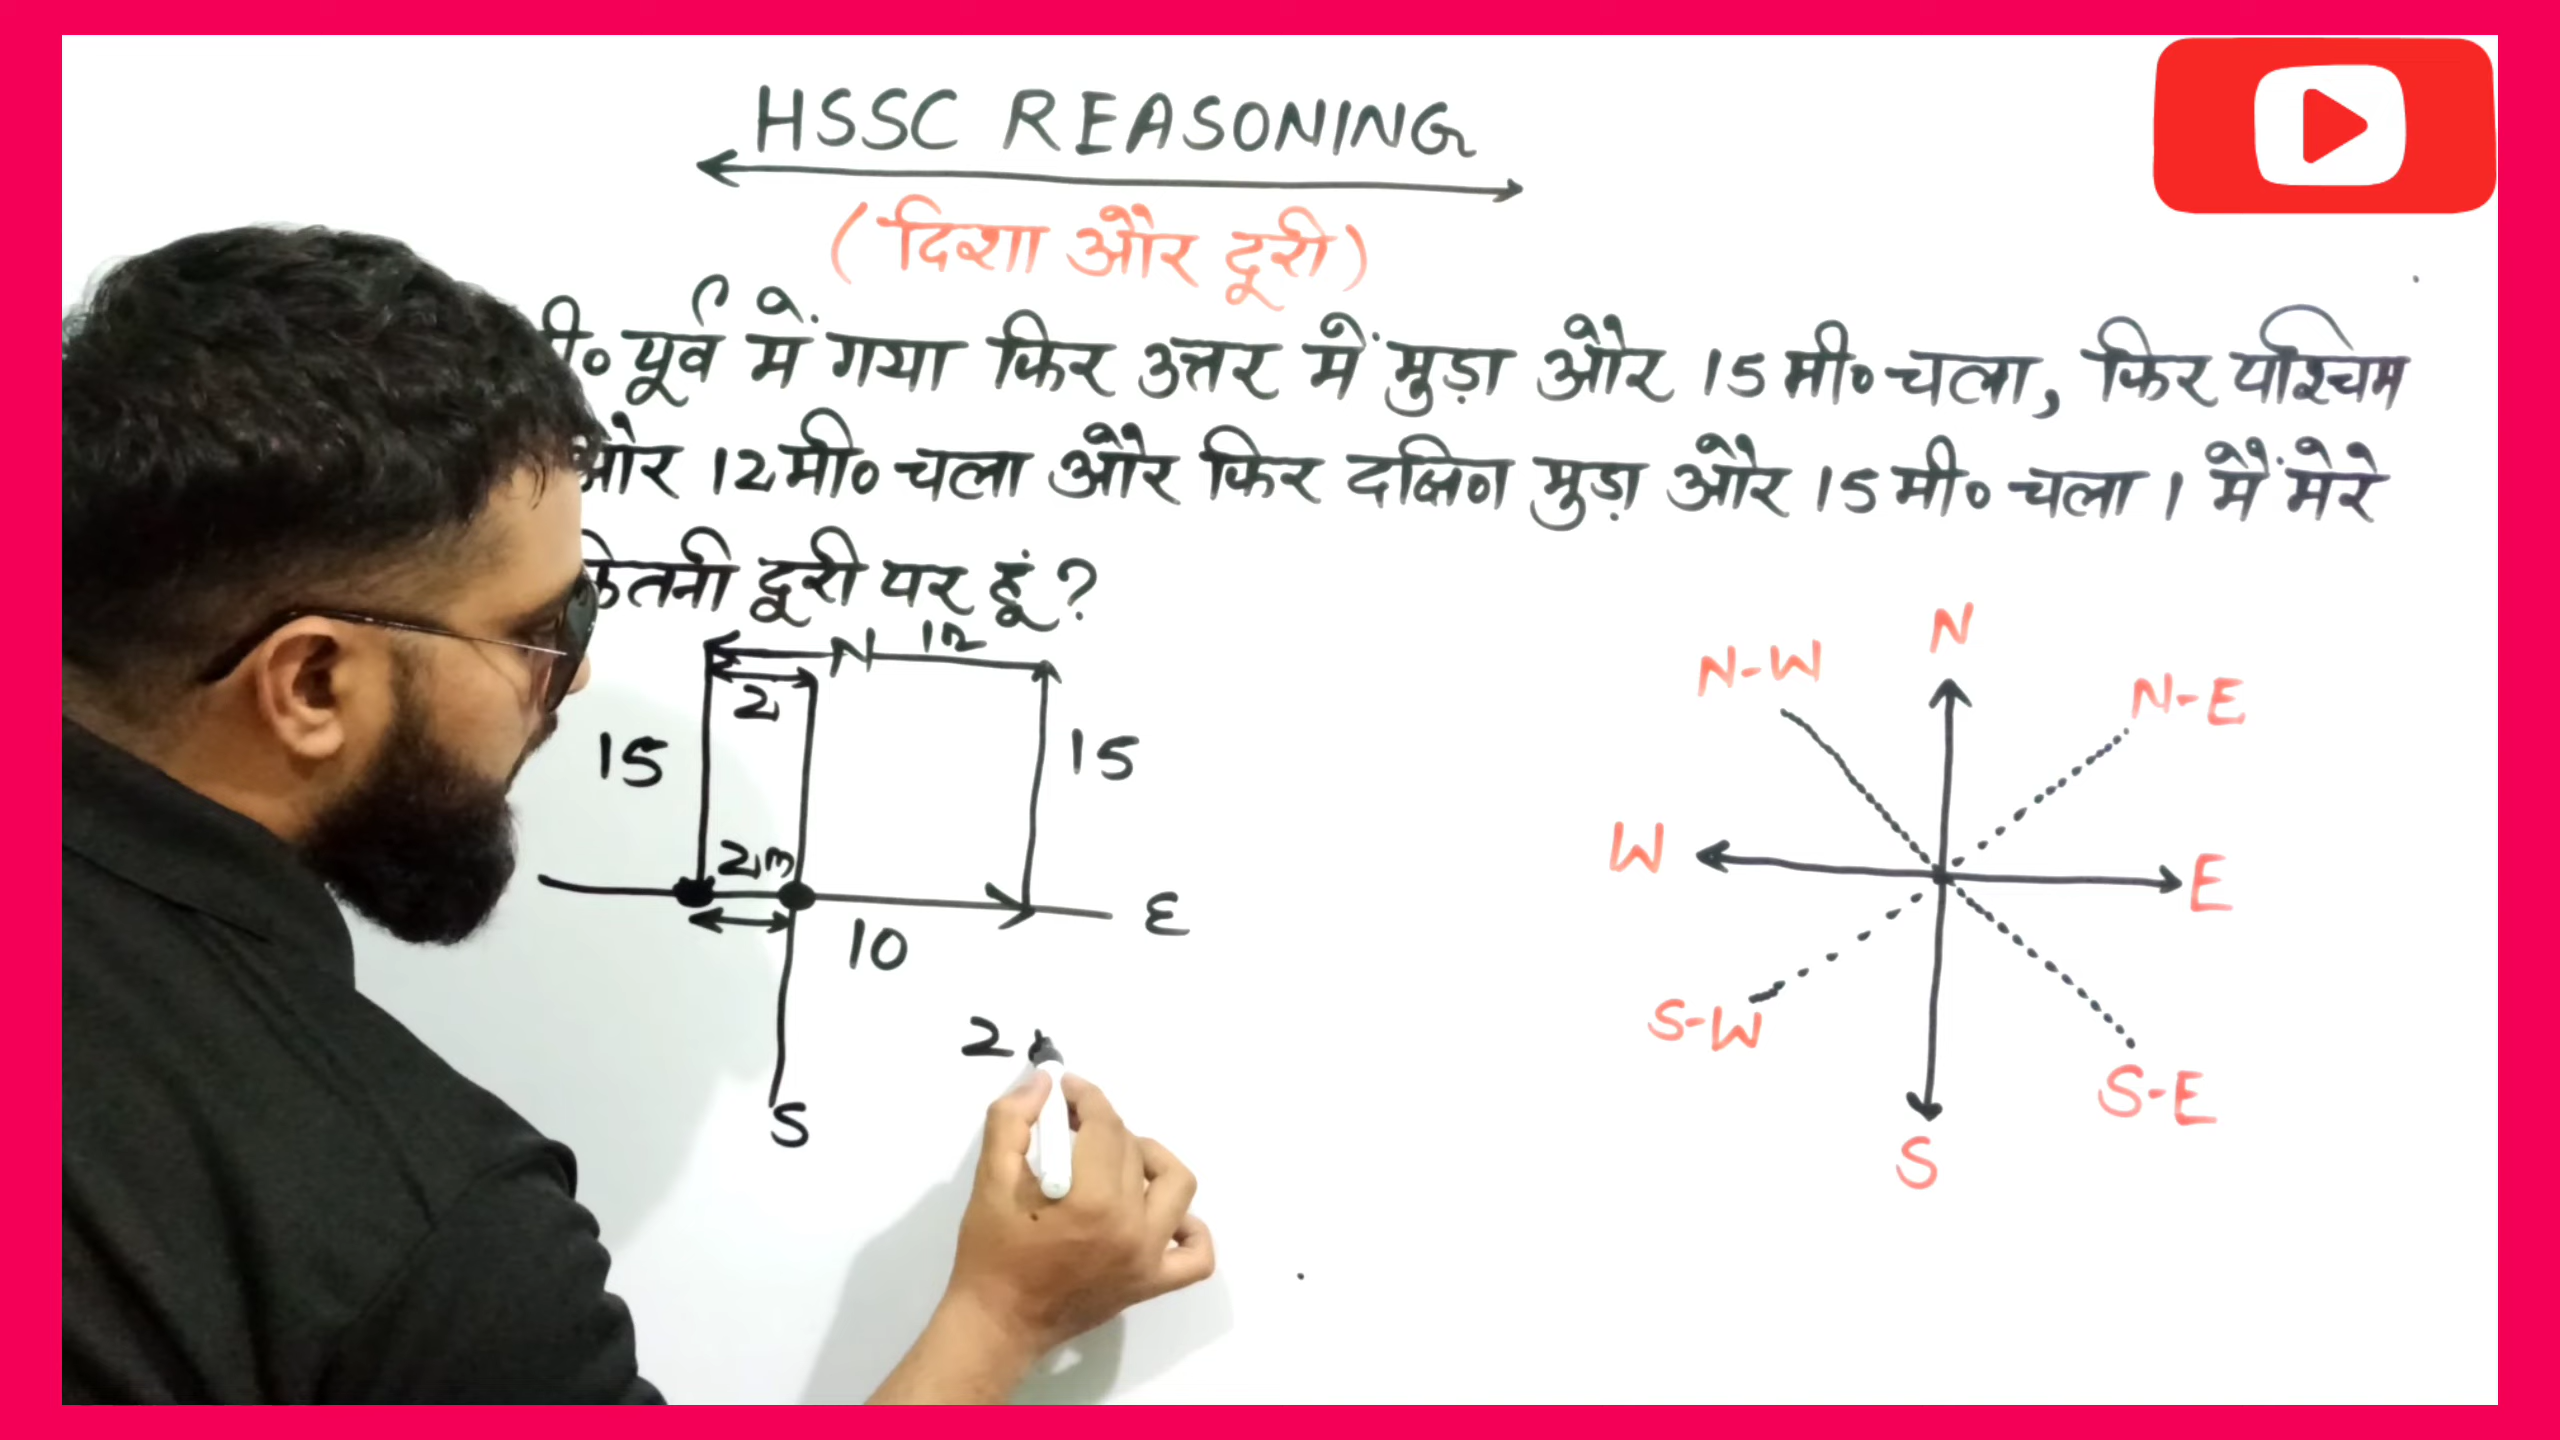 HSSC REASONING
(दिशा और दूरी)
मी० पूर्व में गया फिर उत्तर में मुड़ा और 15 मी० चला, फिर पश्चिम
और 12 मी० चला और फिर दक्षिण मुड़ा और 15 मी० चला। मैं मेरे
कितनी दूरी पर हूं?
N 12
2
15 15
2m
E
10
2
S
N
N-W N-E
W E
S-W S-E
S